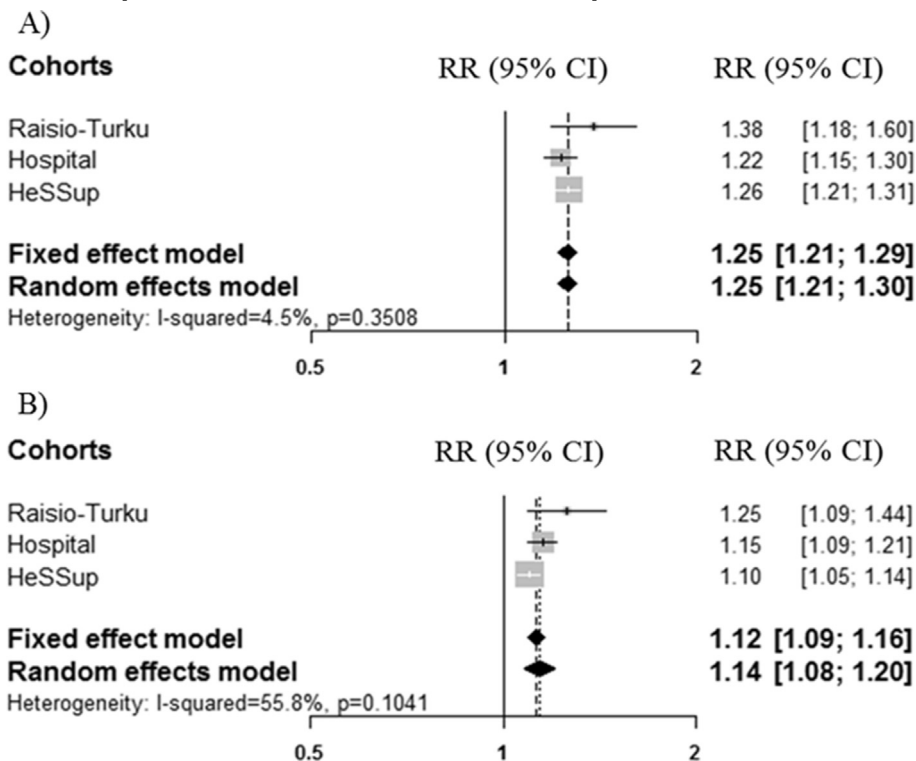 A)
Cohorts RR (95% CI) RR (95% CI)
Raisio-Turku 1.38 [1.18; 1.60]
Hospital 1.22 [1.15; 1.30]
HeSSup 1.26 [1.21; 1.31]
Fixed effect model 1.25 [1.21; 1.29]
Random effects model 1.25 [1.21; 1.30]
Heterogeneity: I-squared=4.5%, p=0.3508
0.5 1 2
B)
Cohorts RR (95% CI) RR (95% CI)
Raisio-Turku 1.25 [1.09; 1.44]
Hospital 1.15 [1.09; 1.21]
HeSSup 1.10 [1.05; 1.14]
Fixed effect model 1.12 [1.09; 1.16]
Random effects model 1.14 [1.08; 1.20]
Heterogeneity: I-squared=55.8%, p=0.1041
0.5 1 2